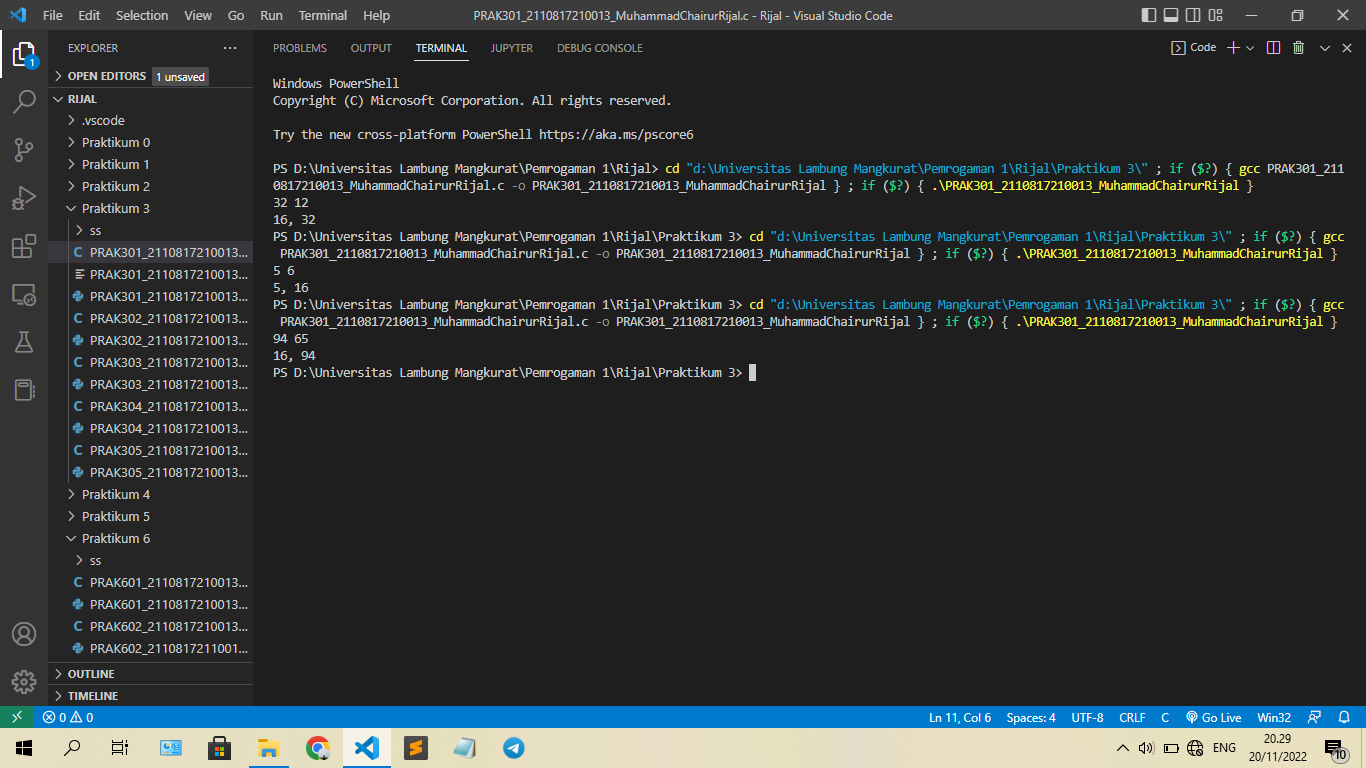 File Edit Selection View Go Run Terminal Help PRAK301_2110817210013_MuhammadChairurRijal.c - Rijal - Visual Studio Code
EXPLORER
1
OPEN EDITORS 1 unsaved
RIJAL
.vscode
Praktikum 0
Praktikum 1
Praktikum 2
Praktikum 3
ss
PRAK301_2110817210013...
PRAK301_2110817210013...
PRAK301_2110817210013...
PRAK302_2110817210013...
PRAK302_2110817210013...
PRAK303_2110817210013...
PRAK303_2110817210013...
PRAK304_2110817210013...
PRAK304_2110817210013...
PRAK305_2110817210013...
PRAK305_2110817210013...
Praktikum 4
Praktikum 5
Praktikum 6
ss
PRAK601_2110817210013...
PRAK601_2110817210013...
PRAK602_2110817210013...
PRAK602_2110817211001...
OUTLINE
TIMELINE
PROBLEMS OUTPUT TERMINAL JUPYTER DEBUG CONSOLE Code
Windows PowerShell
Copyright (C) Microsoft Corporation. All rights reserved.
Try the new cross-platform PowerShell https://aka.ms/pscore6
PS D:\Universitas Lambung Mangkurat\Pemrogaman 1\Rijal> cd "d:\Universitas Lambung Mangkurat\Pemrogaman 1\Rijal\Praktikum 3\" ; if ($?) { gcc PRAK301_211
0817210013_MuhammadChairurRijal.c -o PRAK301_2110817210013_MuhammadChairurRijal } ; if ($?) { .\PRAK301_2110817210013_MuhammadChairurRijal }
32 12
16, 32
PS D:\Universitas Lambung Mangkurat\Pemrogaman 1\Rijal\Praktikum 3> cd "d:\Universitas Lambung Mangkurat\Pemrogaman 1\Rijal\Praktikum 3\" ; if ($?) { gcc
PRAK301_2110817210013_MuhammadChairurRijal.c -o PRAK301_2110817210013_MuhammadChairurRijal } ; if ($?) { .\PRAK301_2110817210013_MuhammadChairurRijal }
5 6
5, 16
PS D:\Universitas Lambung Mangkurat\Pemrogaman 1\Rijal\Praktikum 3> cd "d:\Universitas Lambung Mangkurat\Pemrogaman 1\Rijal\Praktikum 3\" ; if ($?) { gcc
PRAK301_2110817210013_MuhammadChairurRijal.c -o PRAK301_2110817210013_MuhammadChairurRijal } ; if ($?) { .\PRAK301_2110817210013_MuhammadChairurRijal }
94 65
16, 94
PS D:\Universitas Lambung Mangkurat\Pemrogaman 1\Rijal\Praktikum 3>
0 0 Ln 11, Col 6 Spaces: 4 UTF-8 CRLF C Go Live Win32
ENG
20.29
20/11/2022
10